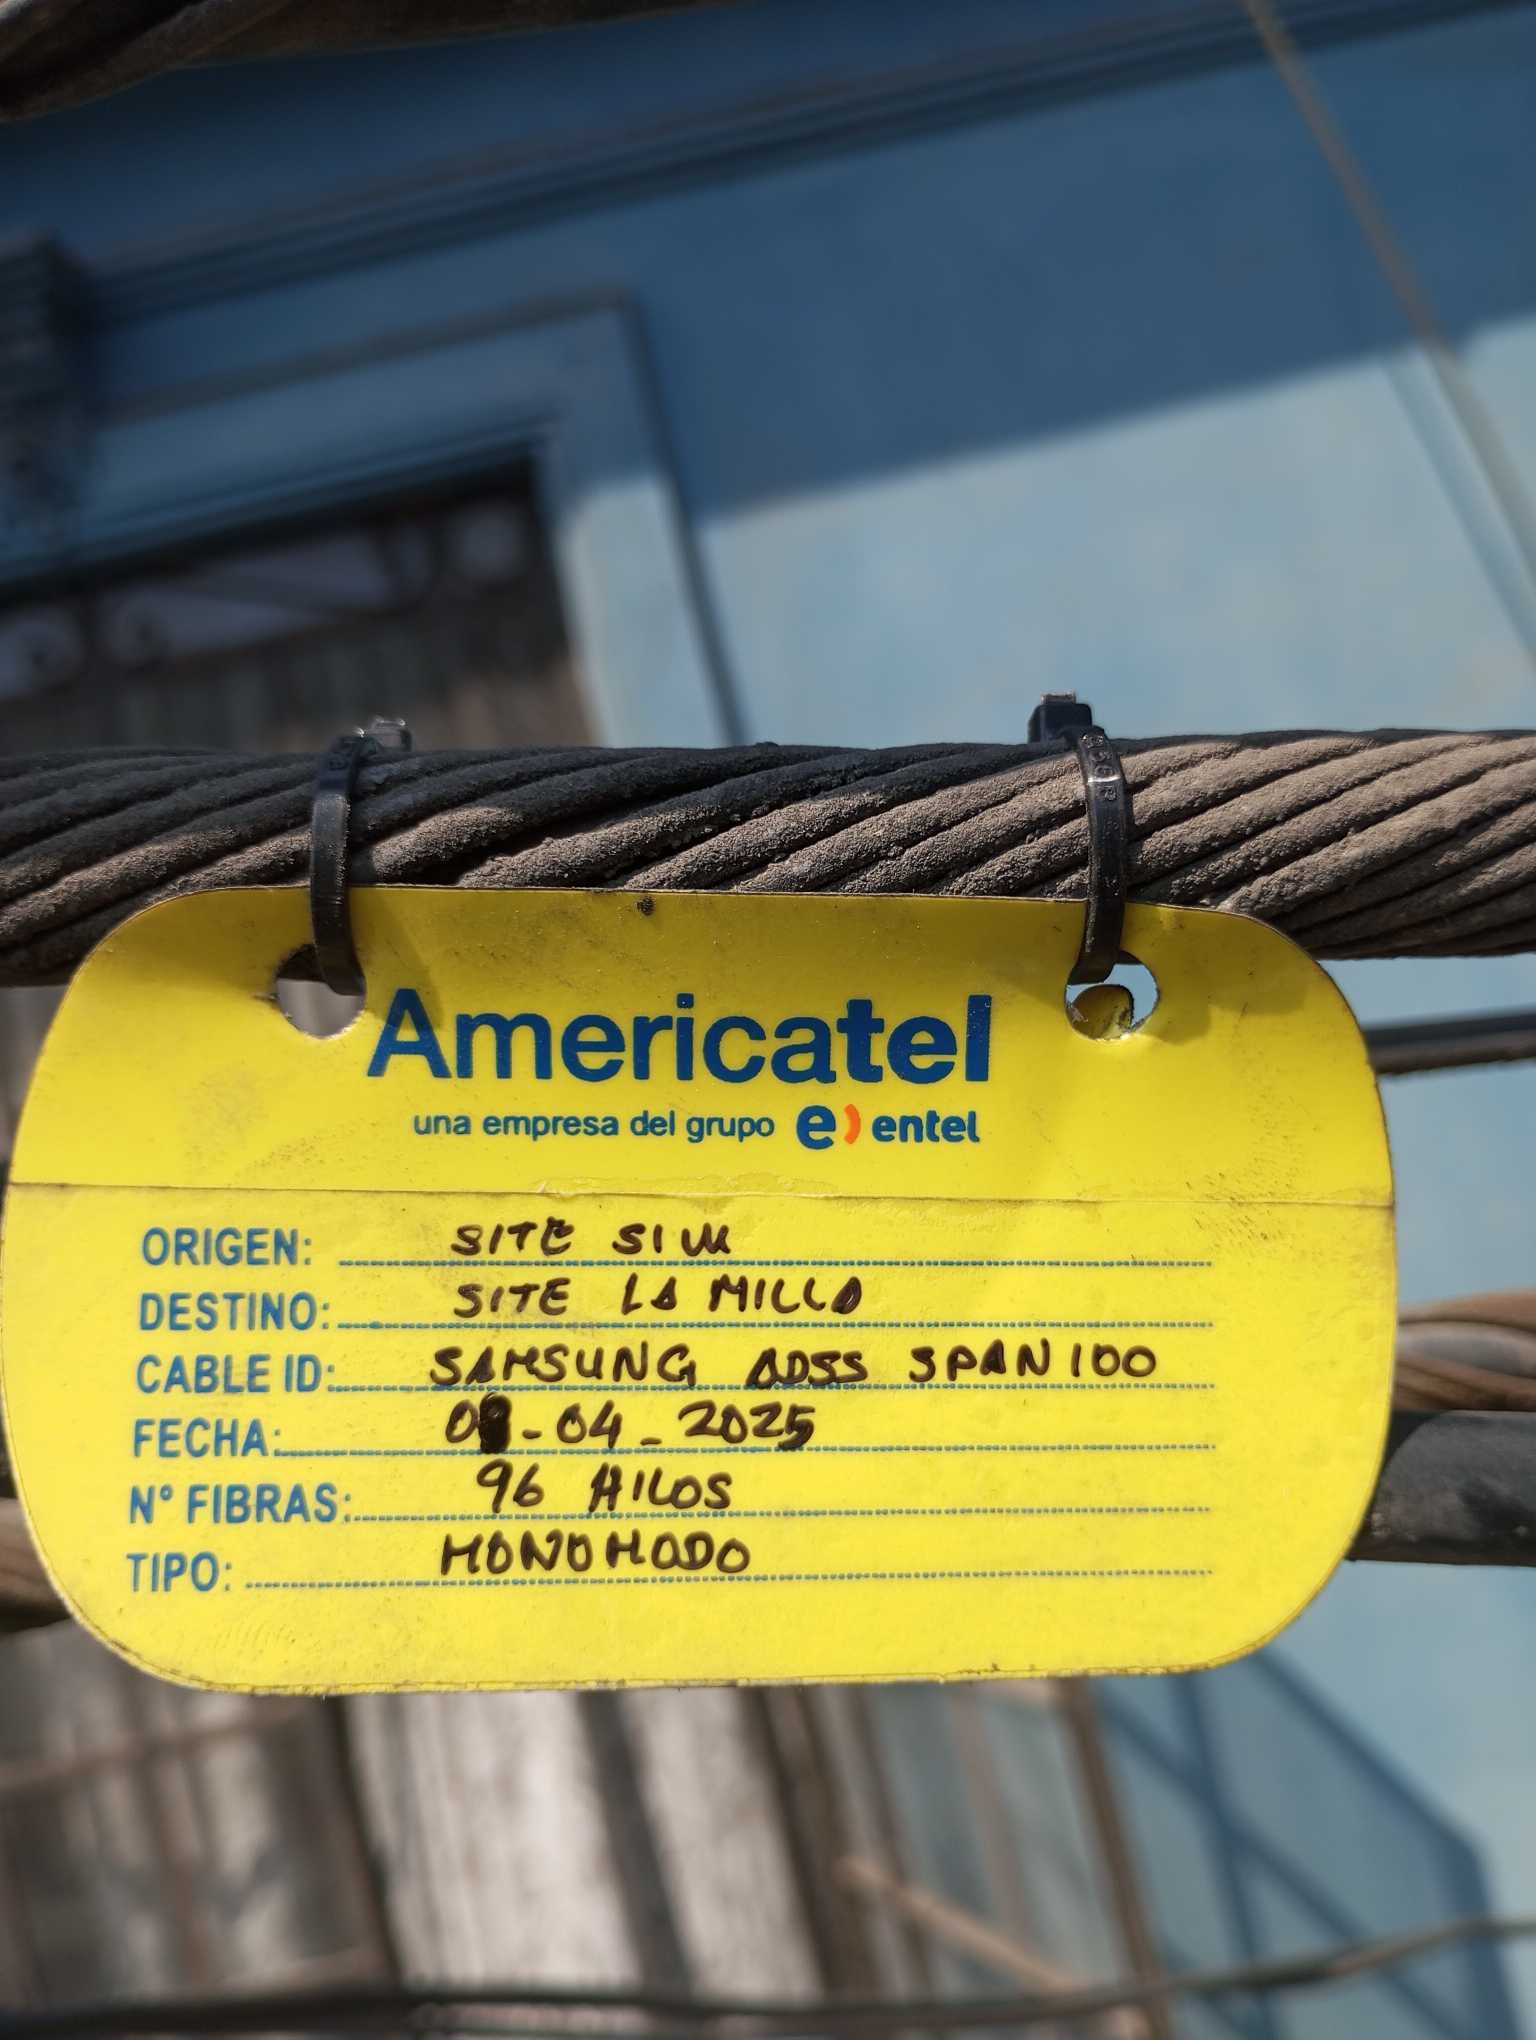 Americatel
una empresa del grupo e) entel
ORIGEN: SITE SIM
DESTINO: SITE LA MILLA
CABLE ID: SAMSUNG ADSS SPAN 100
FECHA: -04-2025
N° FIBRAS: 96 HILOS
TIPO: MONOMODO